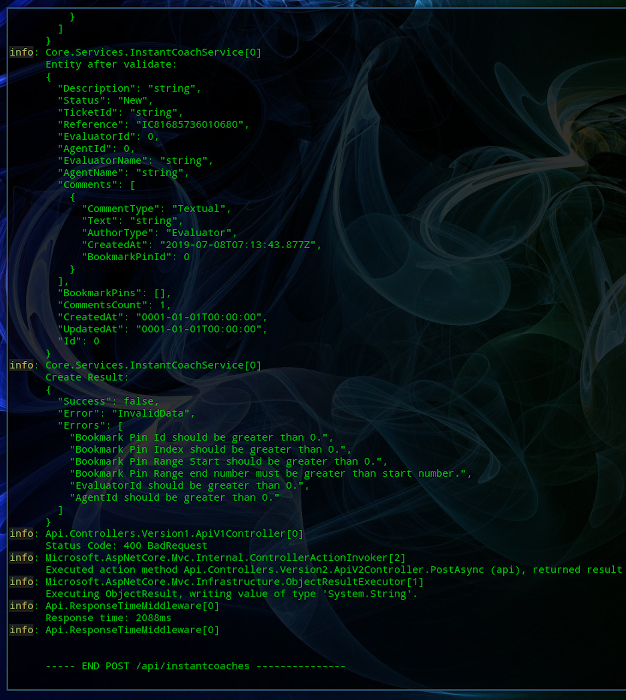 }
  ]
}
info: Core.Services.InstantCoachService[0]
      Entity after validate:
      {
        "Description": "string",
        "Status": "New",
        "TicketId": "string",
        "Reference": "IC81685736010680",
        "EvaluatorId": 0,
        "AgentId": 0,
        "EvaluatorName": "string",
        "AgentName": "string",
        "Comments": [
          {
            "CommentType": "Textual",
            "Text": "string",
            "AuthorType": "Evaluator",
            "CreatedAt": "2019-07-08T07:13:43.877Z",
            "BookmarkPinId": 0
          }
        ],
        "BookmarkPins": [],
        "CommentsCount": 1,
        "CreatedAt": "0001-01-01T00:00:00",
        "UpdatedAt": "0001-01-01T00:00:00",
        "Id": 0
      }
info: Core.Services.InstantCoachService[0]
      Create Result:
      {
        "Success": false,
        "Error": "InvalidData",
        "Errors": [
          "Bookmark Pin Id should be greater than 0.",
          "Bookmark Pin Index should be greater than 0.",
          "Bookmark Pin Range Start should be greater than 0.",
          "Bookmark Pin Range end number must be greater than start number.",
          "EvaluatorId should be greater than 0.",
          "AgentId should be greater than 0."
        ]
      }
info: Api.Controllers.Version1.ApiV1Controller[0]
      Status Code: 400 BadRequest
info: Microsoft.AspNetCore.Mvc.Internal.ControllerActionInvoker[2]
      Executed action method Api.Controllers.Version2.ApiV2Controller.PostAsync (api), returned result
info: Microsoft.AspNetCore.Mvc.Infrastructure.ObjectResultExecutor[1]
      Executing ObjectResult, writing value of type 'System.String'.
info: Api.ResponseTimeMiddleware[0]
      Response time: 2088ms
info: Api.ResponseTimeMiddleware[0]
      ----- END POST /api/instantcoaches ---------------